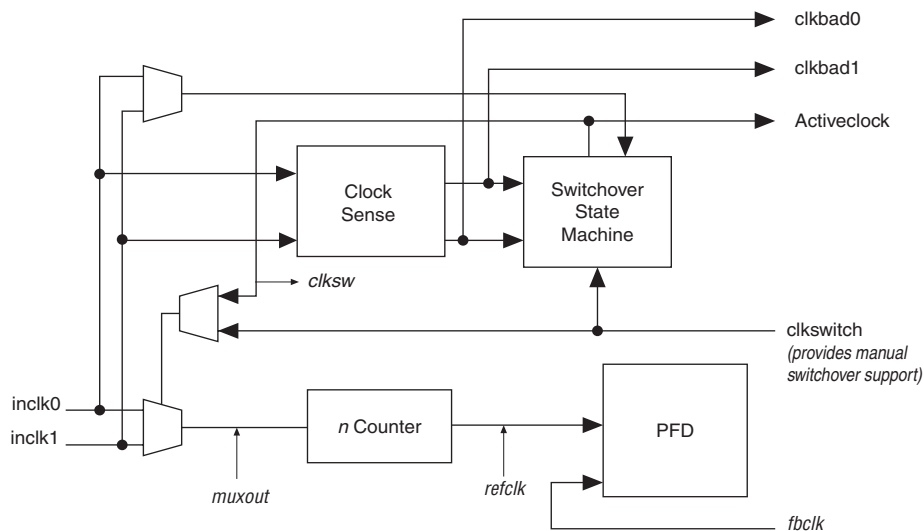 clkbad0
clkbad1
Activeclock
Clock
Sense
Switchover
State
Machine
clksw
clkswitch
(provides manual
switchover support)
inclk0
inclk1
n Counter
PFD
muxout
refclk
fbclk